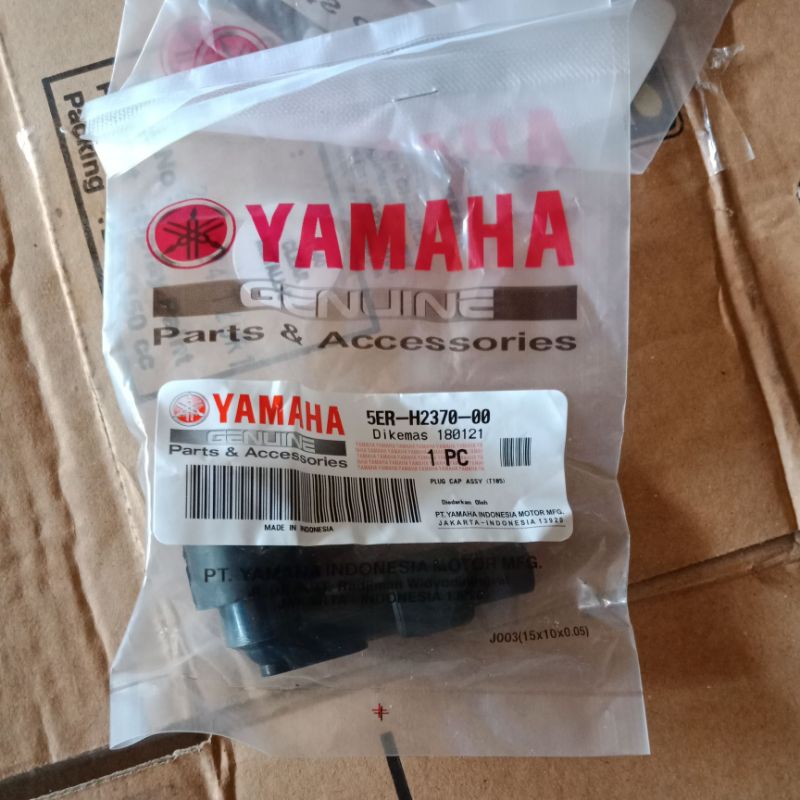 Packing
YAMAHA
GENUINE
Parts & Accessories
YAMAHA
GENUINE
Parts & Accessories
5ER-H2370-00
Dikemas 180121
1 PC
PLUG CAP ASSY (T105)
MADE IN INDONESIA
Diedarkan Oleh
PT. YAMAHA INDONESIA MOTOR MFG.
JAKARTA-INDONESIA 13920
PT. YAMAHA INDONESIA MOTOR MFG.
JAKARTA - INDONESIA
J003(15x10x0.05)